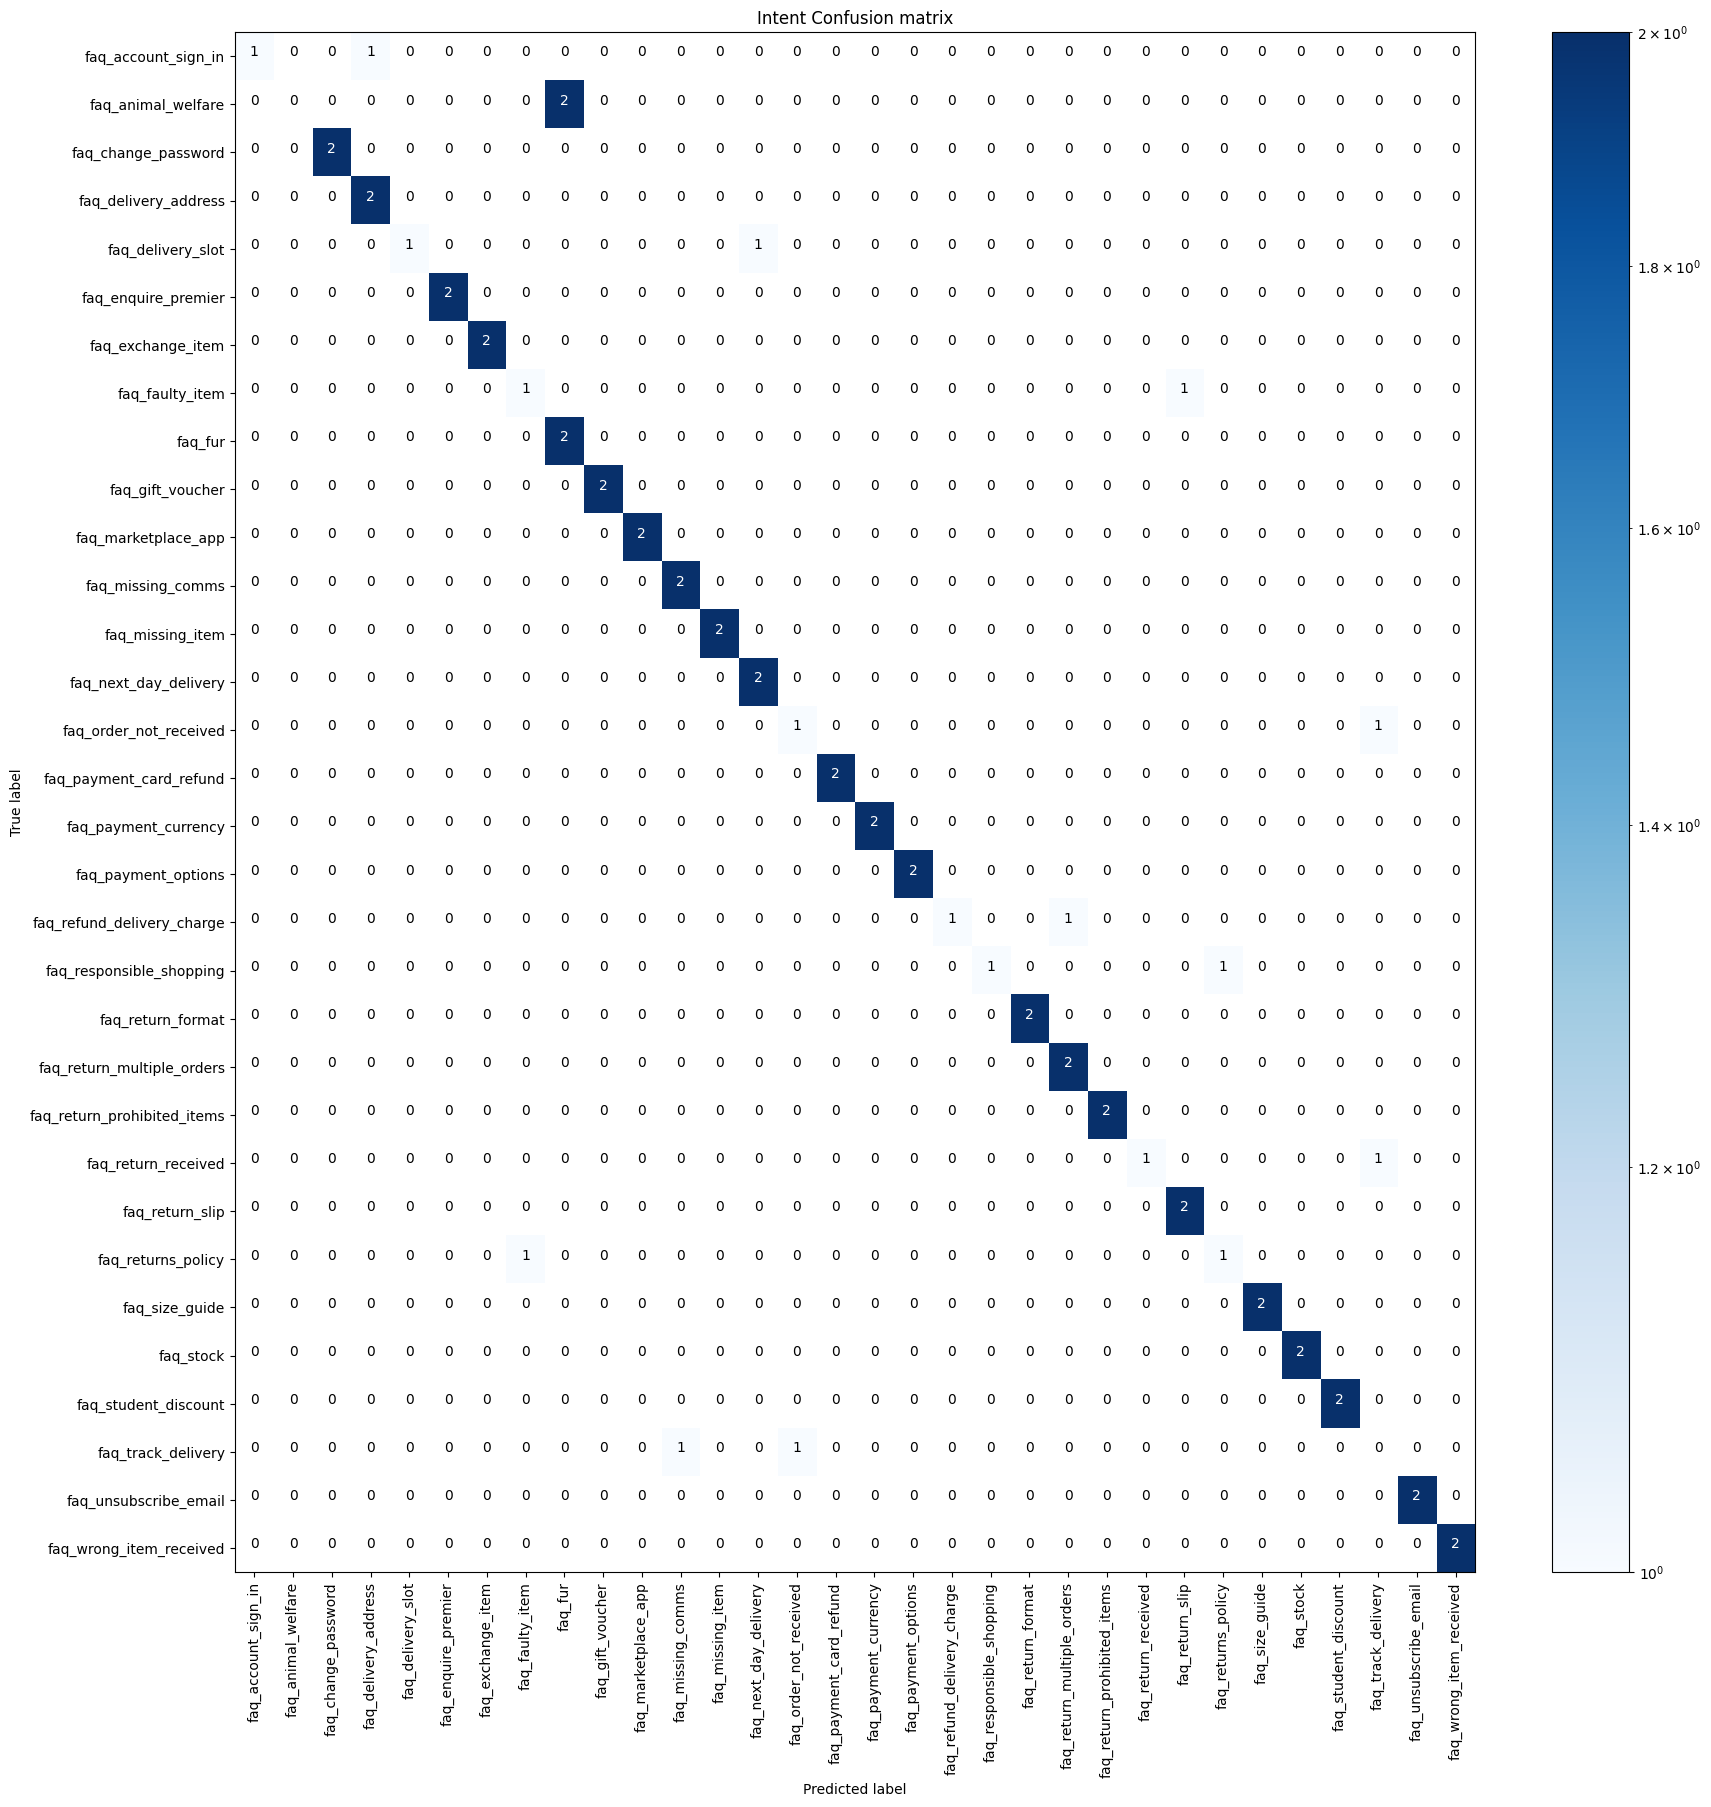 Intent Confusion matrix
faq_account_sign_in 1 0 0 1 0 0 0 0 0 0 0 0 0 0 0 0 0 0 0 0 0 0 0 0 0 0 0 0 0 0 0 0
faq_animal_welfare 0 0 0 0 0 0 0 0 2 0 0 0 0 0 0 0 0 0 0 0 0 0 0 0 0 0 0 0 0 0 0 0
faq_change_password 0 0 2 0 0 0 0 0 0 0 0 0 0 0 0 0 0 0 0 0 0 0 0 0 0 0 0 0 0 0 0 0
faq_delivery_address 0 0 0 2 0 0 0 0 0 0 0 0 0 0 0 0 0 0 0 0 0 0 0 0 0 0 0 0 0 0 0 0
faq_delivery_slot 0 0 0 0 1 0 0 0 0 0 0 0 0 1 0 0 0 0 0 0 0 0 0 0 0 0 0 0 0 0 0 0
faq_enquire_premier 0 0 0 0 0 2 0 0 0 0 0 0 0 0 0 0 0 0 0 0 0 0 0 0 0 0 0 0 0 0 0 0
faq_exchange_item 0 0 0 0 0 0 2 0 0 0 0 0 0 0 0 0 0 0 0 0 0 0 0 0 0 0 0 0 0 0 0 0
faq_faulty_item 0 0 0 0 0 0 0 1 0 0 0 0 0 0 0 0 0 0 0 0 0 0 0 0 1 0 0 0 0 0 0 0
faq_fur 0 0 0 0 0 0 0 0 2 0 0 0 0 0 0 0 0 0 0 0 0 0 0 0 0 0 0 0 0 0 0 0
faq_gift_voucher 0 0 0 0 0 0 0 0 0 2 0 0 0 0 0 0 0 0 0 0 0 0 0 0 0 0 0 0 0 0 0 0
faq_marketplace_app 0 0 0 0 0 0 0 0 0 0 2 0 0 0 0 0 0 0 0 0 0 0 0 0 0 0 0 0 0 0 0 0
faq_missing_comms 0 0 0 0 0 0 0 0 0 0 0 2 0 0 0 0 0 0 0 0 0 0 0 0 0 0 0 0 0 0 0 0
faq_missing_item 0 0 0 0 0 0 0 0 0 0 0 0 2 0 0 0 0 0 0 0 0 0 0 0 0 0 0 0 0 0 0 0
faq_next_day_delivery 0 0 0 0 0 0 0 0 0 0 0 0 0 2 0 0 0 0 0 0 0 0 0 0 0 0 0 0 0 0 0 0
faq_order_not_received 0 0 0 0 0 0 0 0 0 0 0 0 0 0 1 0 0 0 0 0 0 0 0 0 0 0 0 0 0 1 0 0
faq_payment_card_refund 0 0 0 0 0 0 0 0 0 0 0 0 0 0 0 2 0 0 0 0 0 0 0 0 0 0 0 0 0 0 0 0
faq_payment_currency 0 0 0 0 0 0 0 0 0 0 0 0 0 0 0 0 2 0 0 0 0 0 0 0 0 0 0 0 0 0 0 0
faq_payment_options 0 0 0 0 0 0 0 0 0 0 0 0 0 0 0 0 0 2 0 0 0 0 0 0 0 0 0 0 0 0 0 0
faq_refund_delivery_charge 0 0 0 0 0 0 0 0 0 0 0 0 0 0 0 0 0 0 1 0 0 1 0 0 0 0 0 0 0 0 0 0
faq_responsible_shopping 0 0 0 0 0 0 0 0 0 0 0 0 0 0 0 0 0 0 0 1 0 0 0 0 0 1 0 0 0 0 0 0
faq_return_format 0 0 0 0 0 0 0 0 0 0 0 0 0 0 0 0 0 0 0 0 2 0 0 0 0 0 0 0 0 0 0 0
faq_return_multiple_orders 0 0 0 0 0 0 0 0 0 0 0 0 0 0 0 0 0 0 0 0 0 2 0 0 0 0 0 0 0 0 0 0
faq_return_prohibited_items 0 0 0 0 0 0 0 0 0 0 0 0 0 0 0 0 0 0 0 0 0 0 2 0 0 0 0 0 0 0 0 0
faq_return_received 0 0 0 0 0 0 0 0 0 0 0 0 0 0 0 0 0 0 0 0 0 0 0 1 0 0 0 0 0 1 0 0
faq_return_slip 0 0 0 0 0 0 0 0 0 0 0 0 0 0 0 0 0 0 0 0 0 0 0 0 2 0 0 0 0 0 0 0
faq_returns_policy 0 0 0 0 0 0 0 1 0 0 0 0 0 0 0 0 0 0 0 0 0 0 0 0 0 1 0 0 0 0 0 0
faq_size_guide 0 0 0 0 0 0 0 0 0 0 0 0 0 0 0 0 0 0 0 0 0 0 0 0 0 0 2 0 0 0 0 0
faq_stock 0 0 0 0 0 0 0 0 0 0 0 0 0 0 0 0 0 0 0 0 0 0 0 0 0 0 0 2 0 0 0 0
faq_student_discount 0 0 0 0 0 0 0 0 0 0 0 0 0 0 0 0 0 0 0 0 0 0 0 0 0 0 0 0 2 0 0 0
faq_track_delivery 0 0 0 0 0 0 0 0 0 0 0 1 0 0 1 0 0 0 0 0 0 0 0 0 0 0 0 0 0 0 0 0
faq_unsubscribe_email 0 0 0 0 0 0 0 0 0 0 0 0 0 0 0 0 0 0 0 0 0 0 0 0 0 0 0 0 0 0 2 0
faq_wrong_item_received 0 0 0 0 0 0 0 0 0 0 0 0 0 0 0 0 0 0 0 0 0 0 0 0 0 0 0 0 0 0 0 2
True label
faq_account_sign_in
faq_animal_welfare
faq_change_password
faq_delivery_address
faq_delivery_slot
faq_enquire_premier
faq_exchange_item
faq_faulty_item
faq_fur
faq_gift_voucher
faq_marketplace_app
faq_missing_comms
faq_missing_item
faq_next_day_delivery
faq_order_not_received
faq_payment_card_refund
faq_payment_currency
faq_payment_options
faq_refund_delivery_charge
faq_responsible_shopping
faq_return_format
faq_return_multiple_orders
faq_return_prohibited_items
faq_return_received
faq_return_slip
faq_returns_policy
faq_size_guide
faq_stock
faq_student_discount
faq_track_delivery
faq_unsubscribe_email
faq_wrong_item_received
Predicted label
2 × 10⁰
1.8 × 10⁰
1.6 × 10⁰
1.4 × 10⁰
1.2 × 10⁰
10⁰